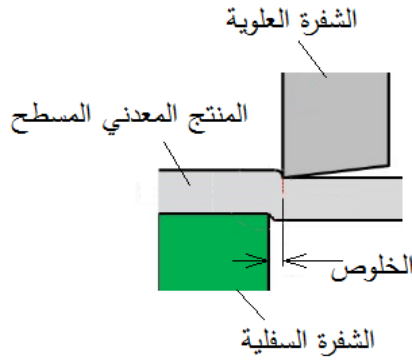 الشفرة العلوية
المنتج المعدني المسطح
الخلوص
الشفرة السفلية